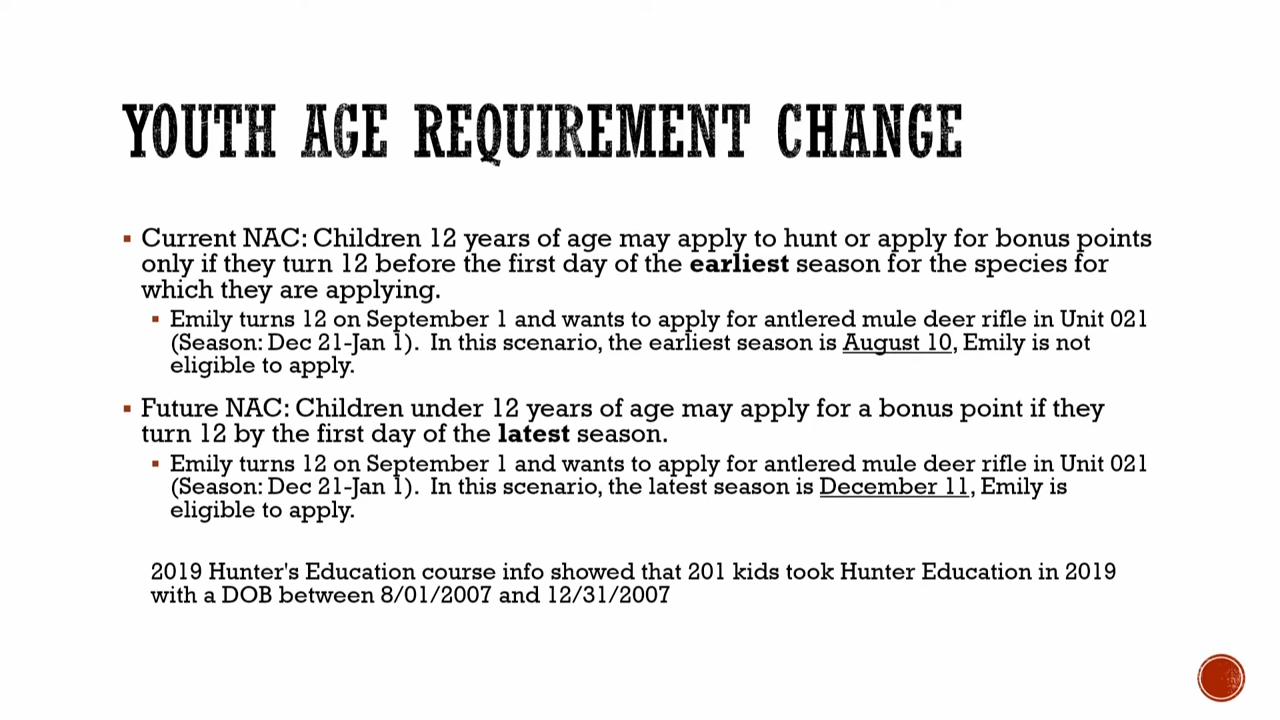 YOUTH AGE REQUIREMENT CHANGE
▪ Current NAC: Children 12 years of age may apply to hunt or apply for bonus points
only if they turn 12 before the first day of the earliest season for the species for
which they are applying.
▪ Emily turns 12 on September 1 and wants to apply for antlered mule deer rifle in Unit 021
(Season: Dec 21-Jan 1). In this scenario, the earliest season is August 10, Emily is not
eligible to apply.
▪ Future NAC: Children under 12 years of age may apply for a bonus point if they
turn 12 by the first day of the latest season.
▪ Emily turns 12 on September 1 and wants to apply for antlered mule deer rifle in Unit 021
(Season: Dec 21-Jan 1). In this scenario, the latest season is December 11, Emily is
eligible to apply.
2019 Hunter's Education course info showed that 201 kids took Hunter Education in 2019
with a DOB between 8/01/2007 and 12/31/2007